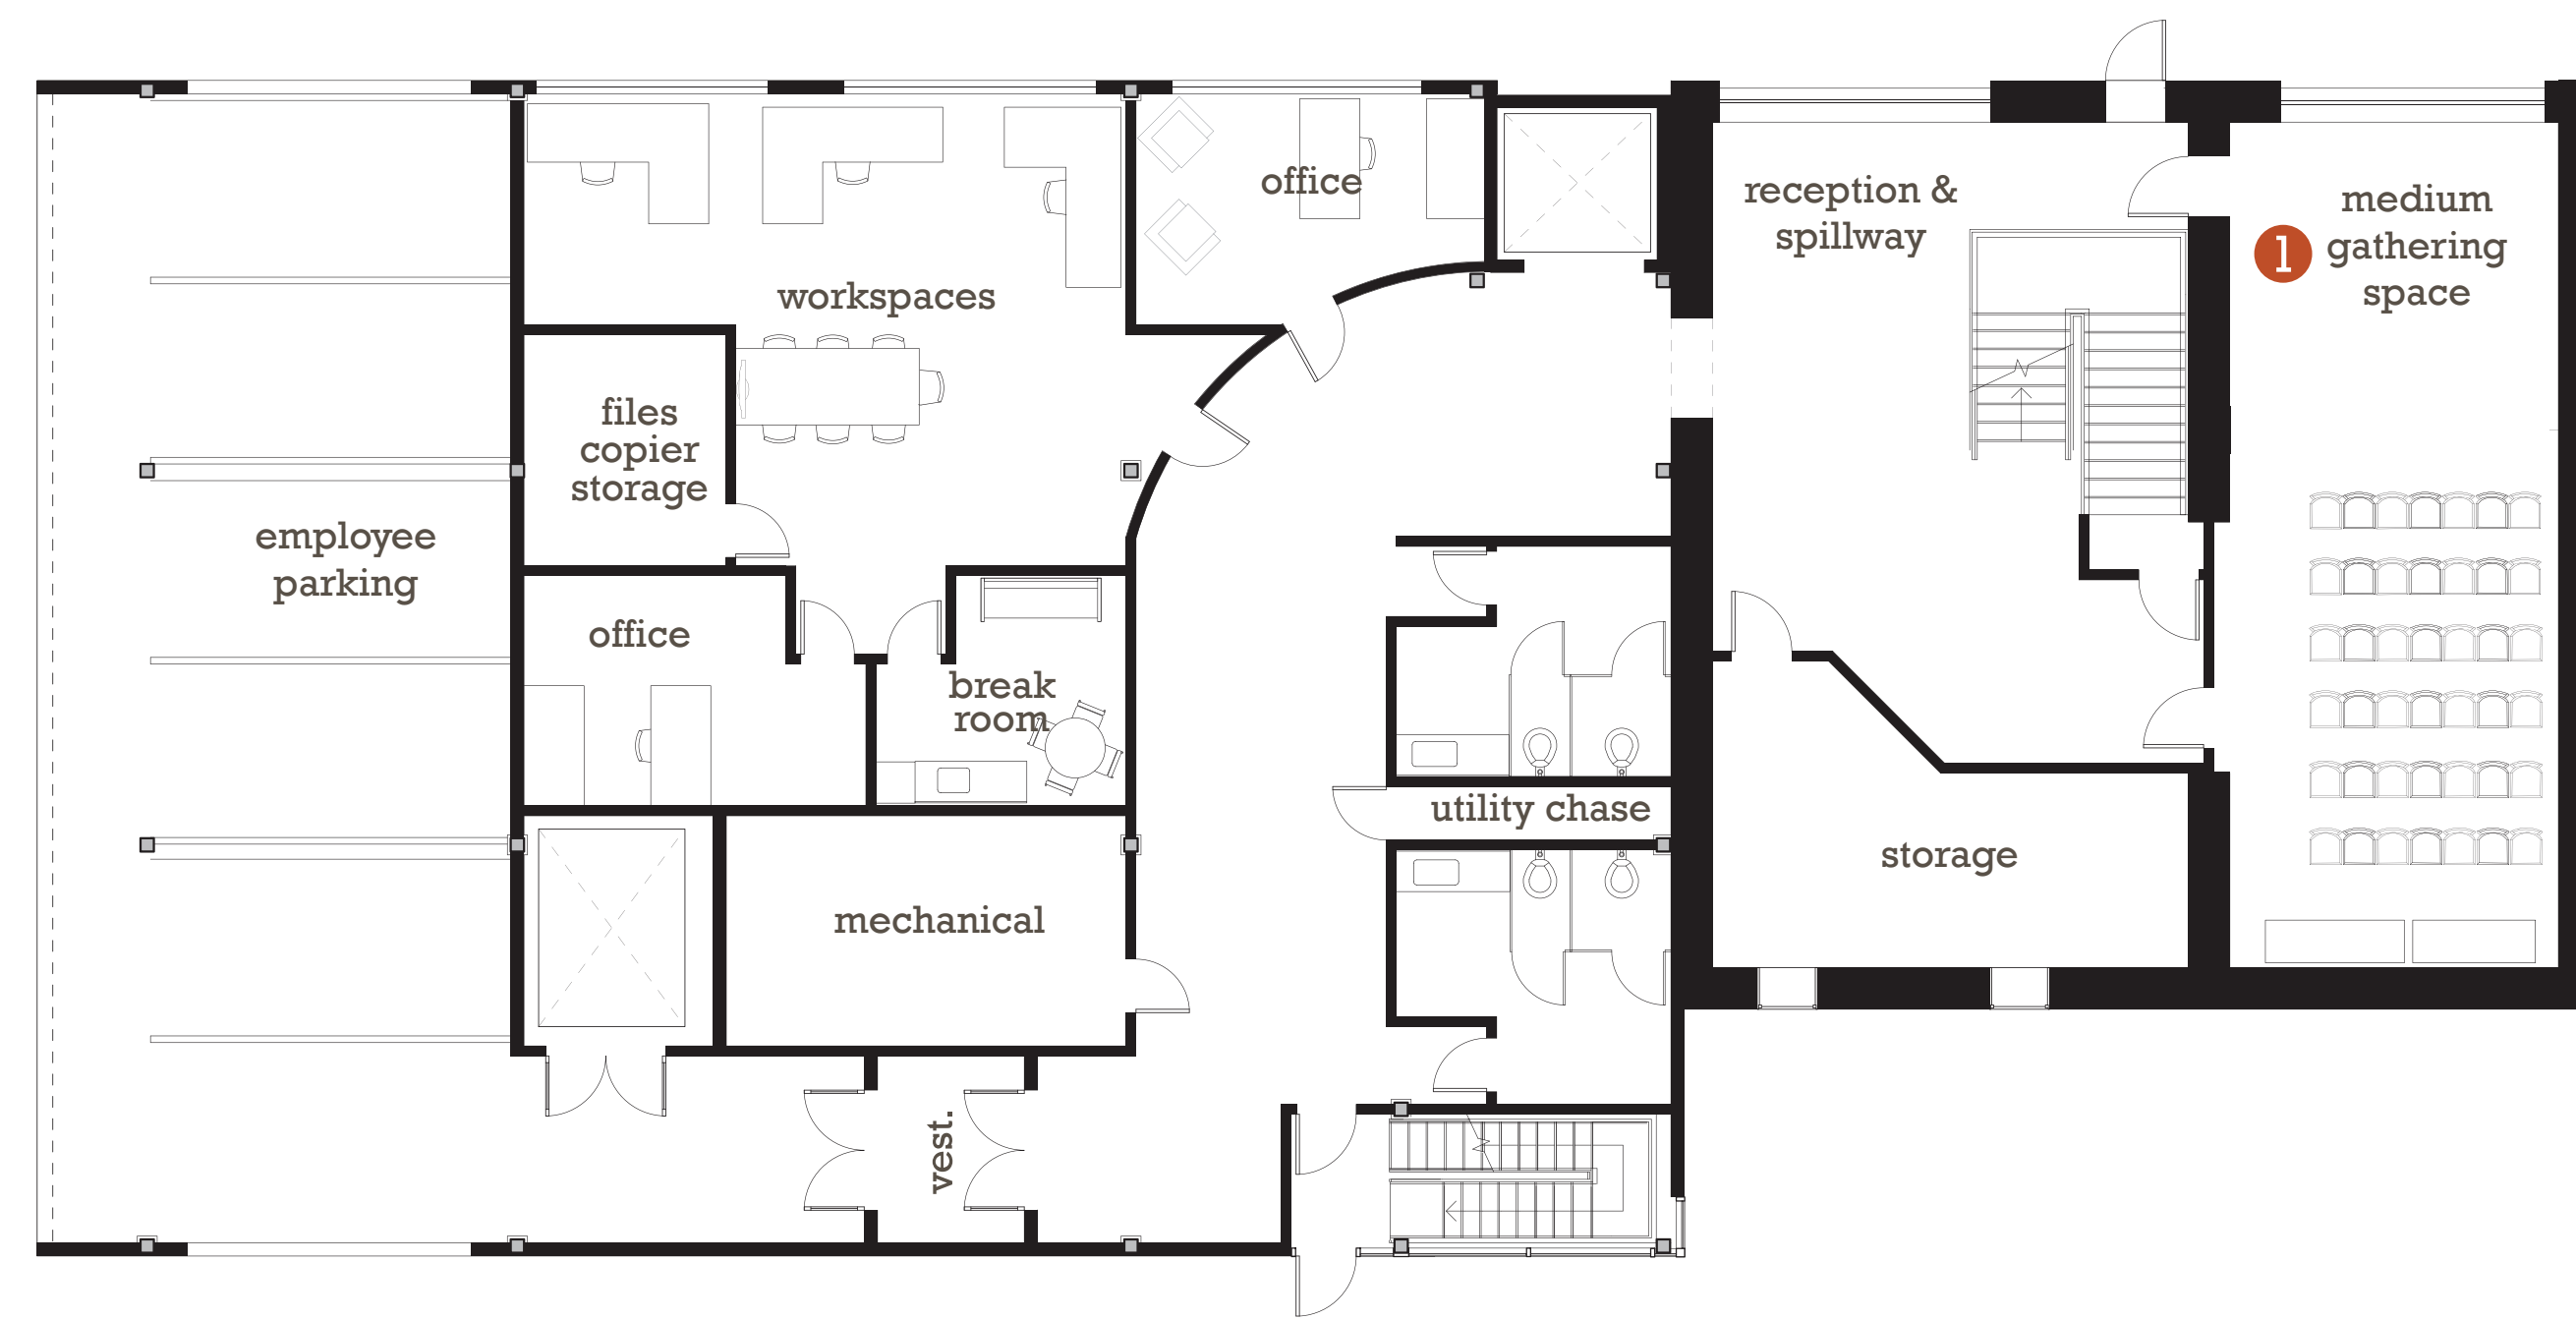 office
reception &
spillway
medium
1 gathering
space
workspaces
files
copier
storage
employee
parking
office
break
room
utility chase
storage
mechanical
vest.